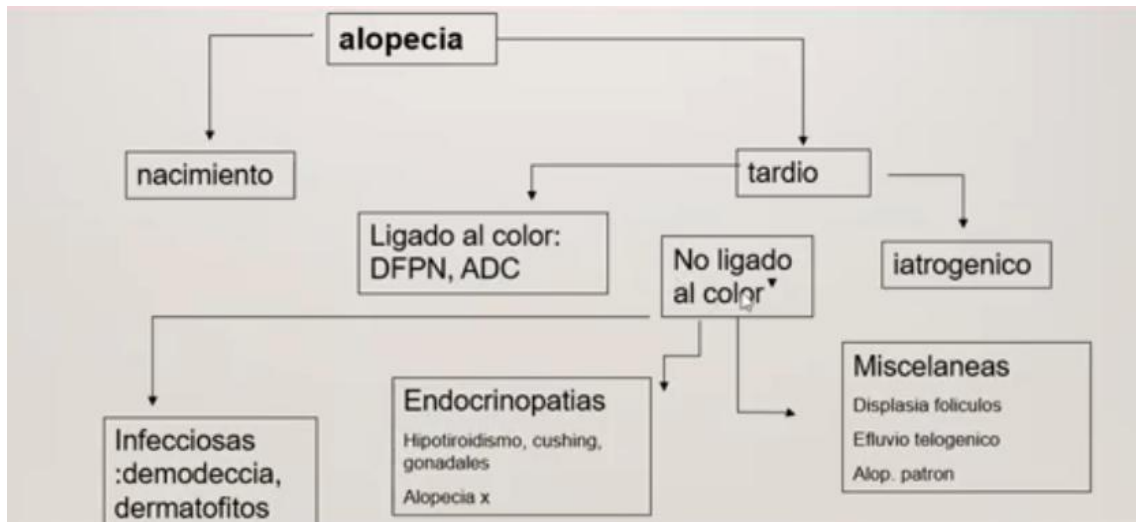 alopecia
nacimiento
tardio
Ligado al color:
DFPN, ADC
No ligado
al color
iatrogenico
Infecciosas
:demodeccia,
dermatofitos
Endocrinopatias
Hipotiroidismo, cushing,
gonadales
Alopecia x
Miscelaneas
Displasia foliculos
Efluvio telogenico
Alop. patron